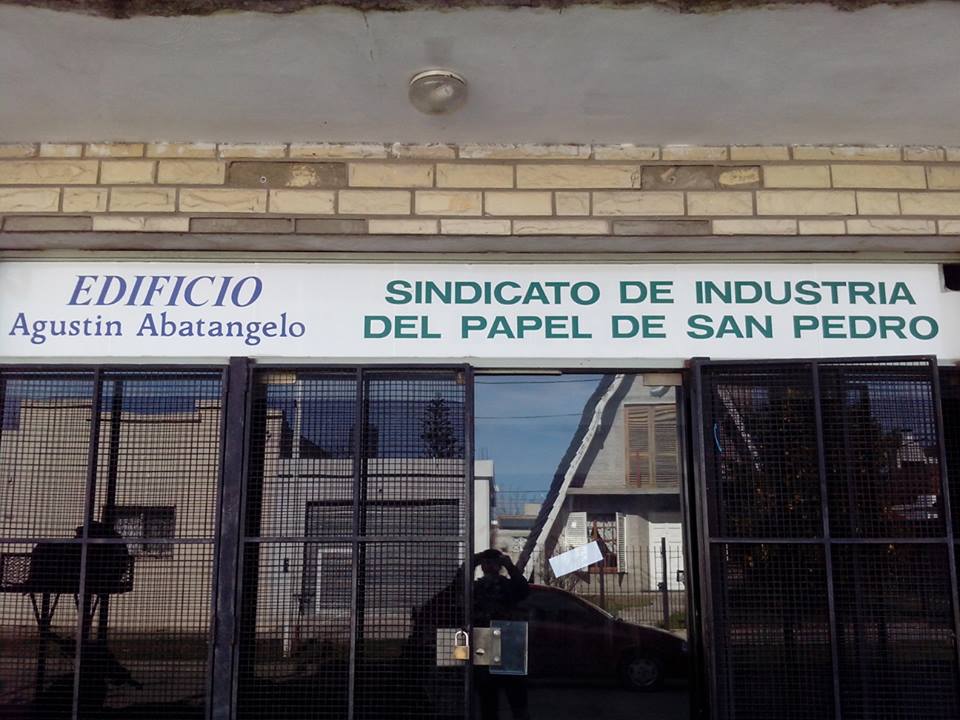 EDIFICIO
Agustin Abatangelo
SINDICATO DE INDUSTRIA
DEL PAPEL DE SAN PEDRO